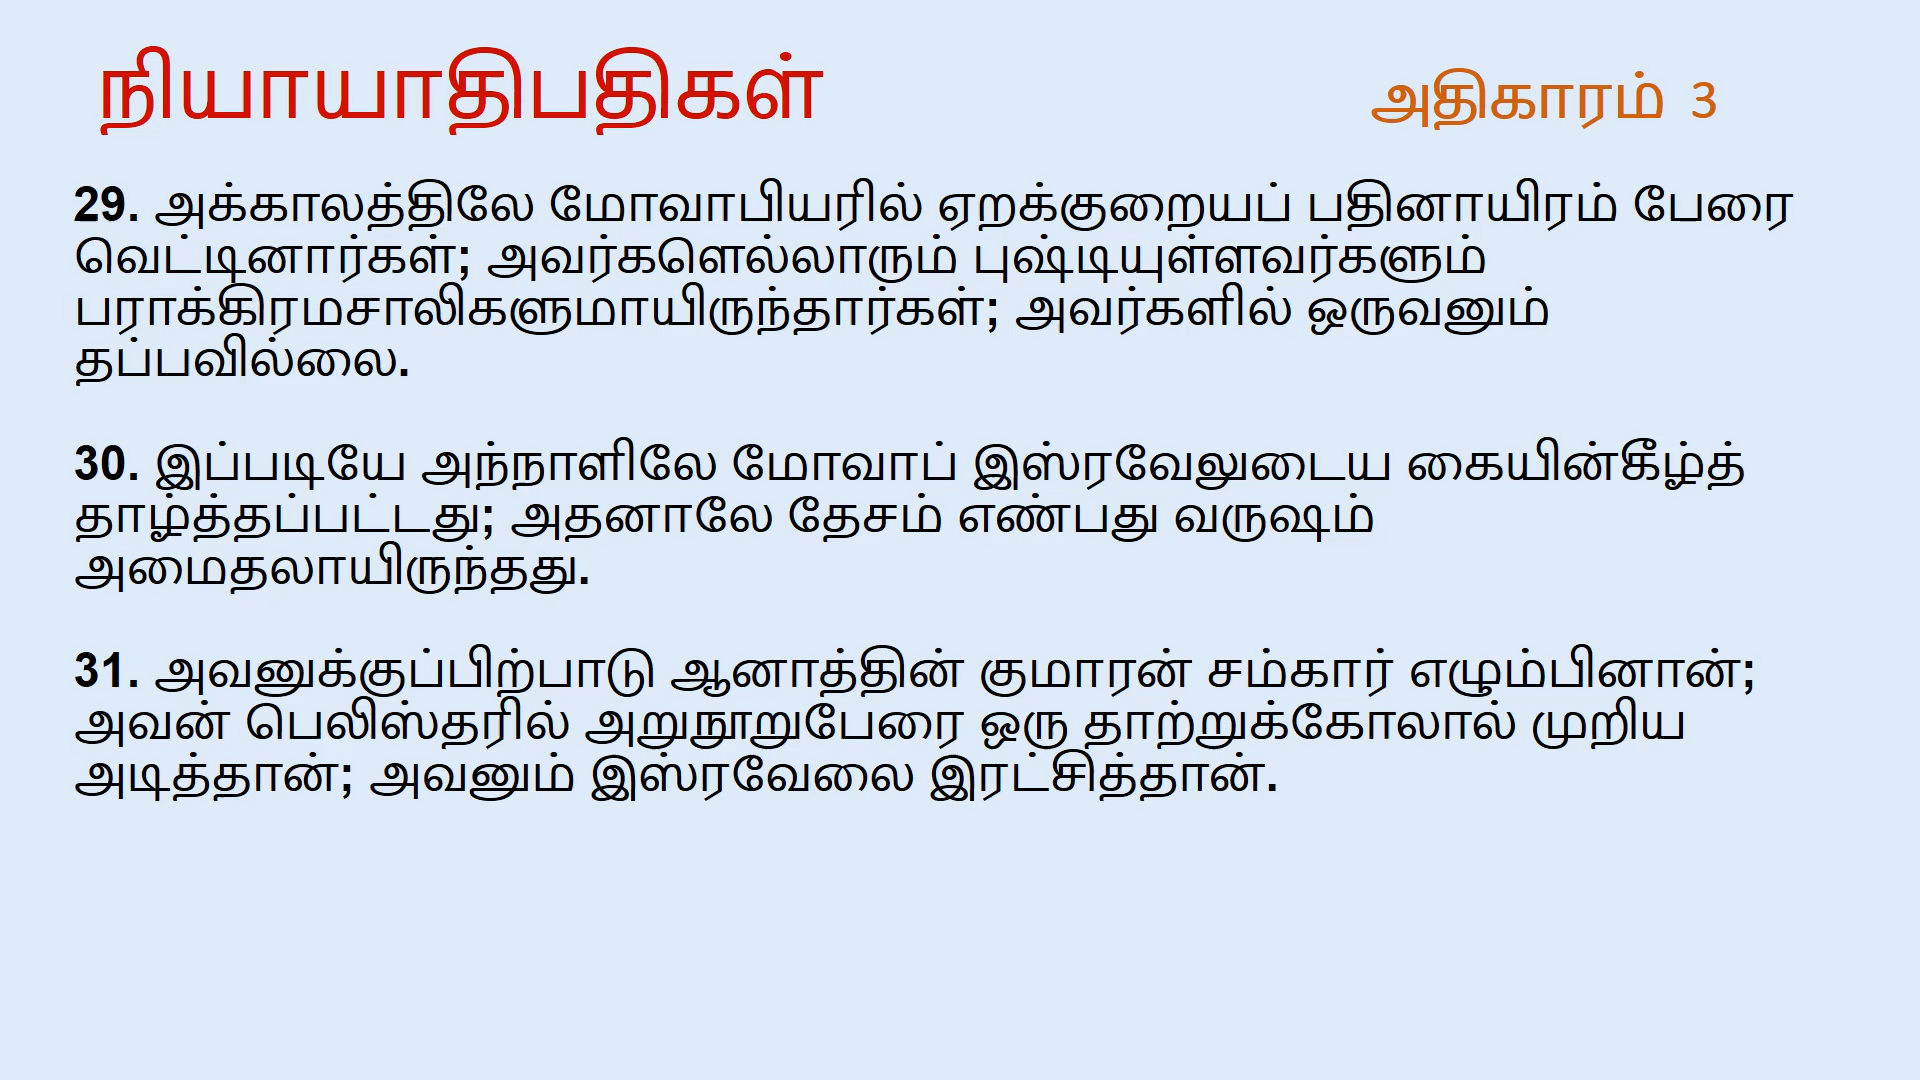 நியாயாதிபதிகள்
அதிகாரம் 3
29. அக்காலத்திலே மோவாபியரில் ஏறக்குறையப் பதினாயிரம் பேரை
வெட்டினார்கள்; அவர்களெல்லாரும் புஷ்டியுள்ளவர்களும்
பராக்கிரமசாலிகளுமாயிருந்தார்கள்; அவர்களில் ஒருவனும்
தப்பவில்லை.
30. இப்படியே அந்நாளிலே மோவாப் இஸ்ரவேலுடைய கையின்கீழ்த்
தாழ்த்தப்பட்டது; அதனாலே தேசம் எண்பது வருஷம்
அமைதலாயிருந்தது.
31. அவனுக்குப்பிற்பாடு ஆனாத்தின் குமாரன் சம்கார் எழும்பினான்;
அவன் பெலிஸ்தரில் அறுநூறுபேரை ஒரு தாற்றுக்கோலால் முறிய
அடித்தான்; அவனும் இஸ்ரவேலை இரட்சித்தான்.